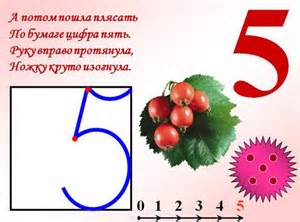 А потом пошла плясать
По бумаге цифра пять.
Руку вправо протянула,
Ножку круто изогнула.
5
5
0 1 2 3 4 5